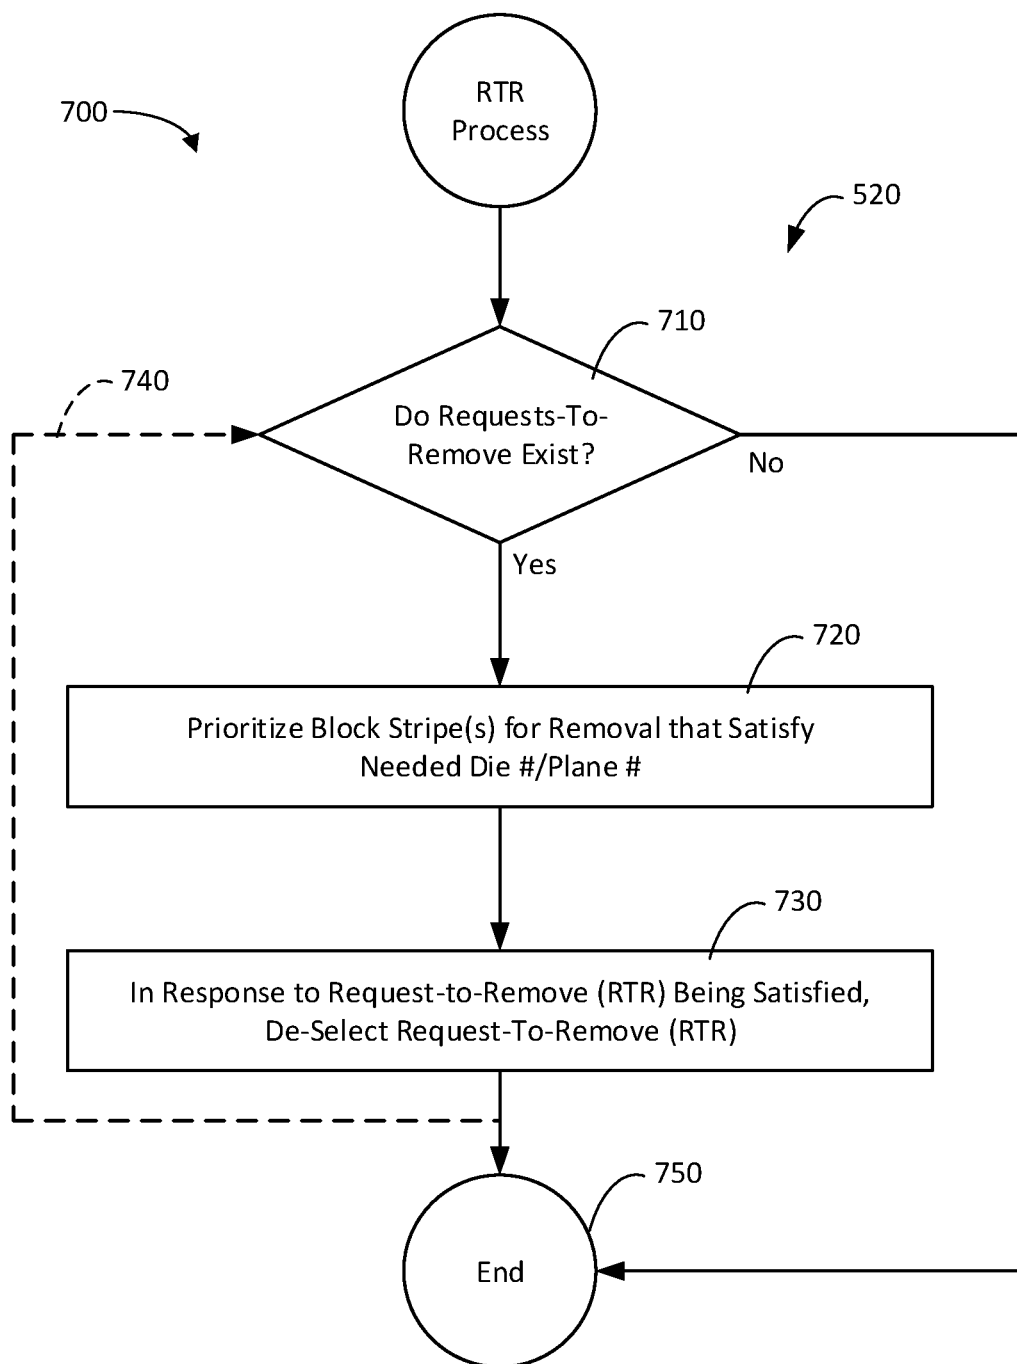 RTR
Process
700
520
710
740
Do Requests-To-
Remove Exist?
No
Yes
720
Prioritize Block Stripe(s) for Removal that Satisfy
Needed Die #/Plane #
730
In Response to Request-to-Remove (RTR) Being Satisfied,
De-Select Request-To-Remove (RTR)
750
End